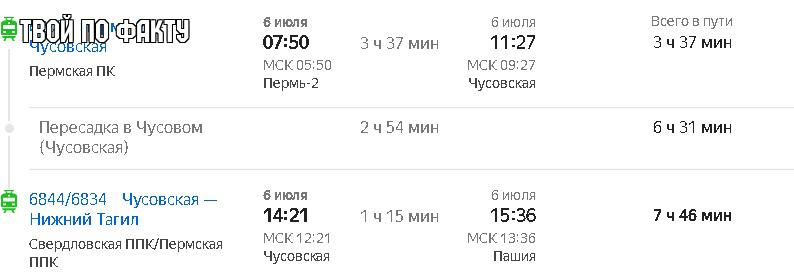 ТВОЙ ПО ФАКТУ
6 июля
6 июля
Всего в пути
07:50
3 ч 37 мин
11:27
3 ч 37 мин
Чусовская
МСК 05:50
МСК 09:27
Пермская ПК
Пермь-2
Чусовская
Пересадка в Чусовом
(Чусовская)
2 ч 54 мин
6 ч 31 мин
6844/6834 Чусовская —
Нижний Тагил
6 июля
6 июля
14:21
1 ч 15 мин
15:36
7 ч 46 мин
Свердловская ППК/Пермская
ППК
МСК 12:21
МСК 13:36
Чусовская
Пашия